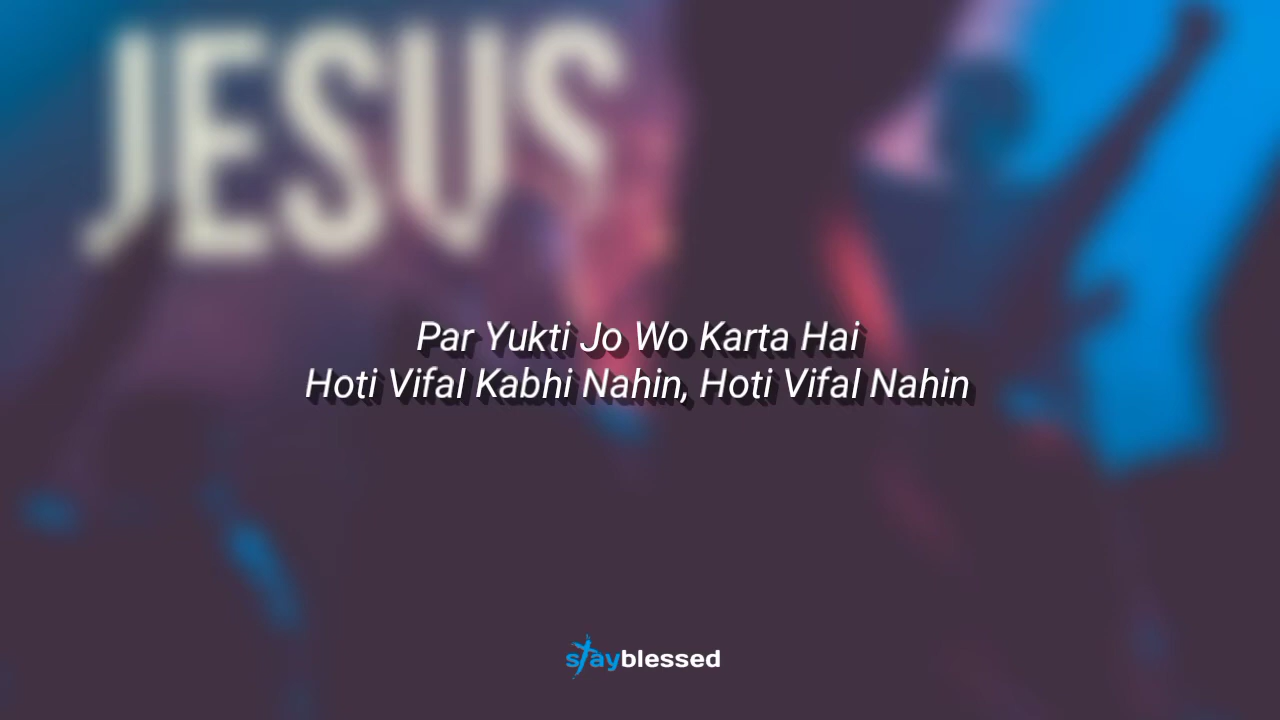 JESUS
Par Yukti Jo Wo Karta Hai
Hoti Vifal Kabhi Nahin, Hoti Vifal Nahin
stayblessed